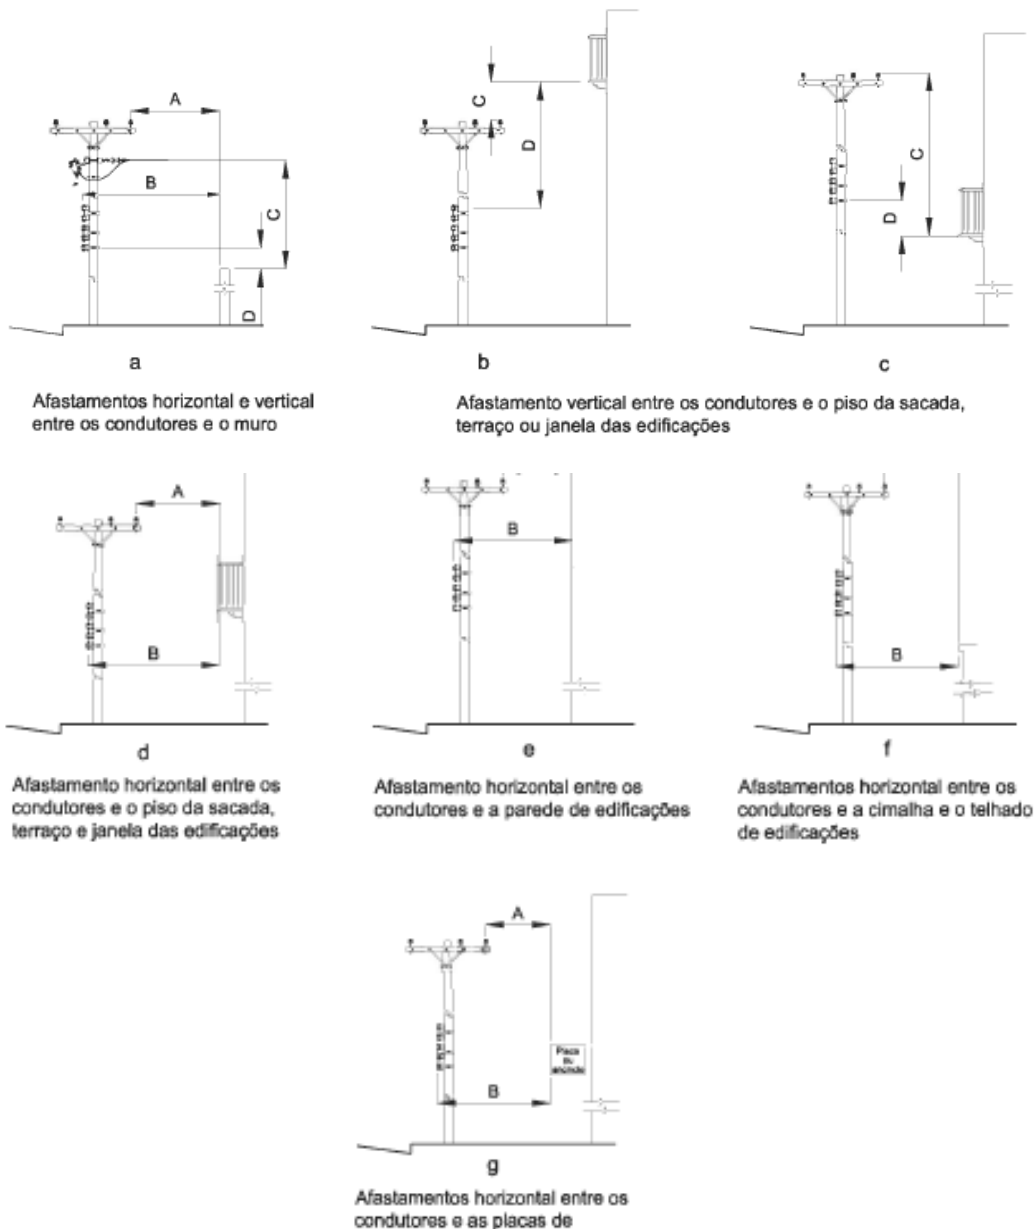 A
B
C
D
a
Afastamentos horizontal e vertical
entre os condutores e o muro
C
D
b
C
D
c
Afastamento vertical entre os condutores e o piso da sacada,
terraço ou janela das edificações
A
B
d
Afastamento horizontal entre os
condutores e o piso da sacada,
terraço e janela das edificações
B
e
Afastamento horizontal entre os
condutores e a parede de edificações
B
f
Afastamentos horizontal entre os
condutores e a cimalha e o telhado
de edificações
A
Placa
ou
anúncio
B
g
Afastamentos horizontal entre os
condutores e as placas de